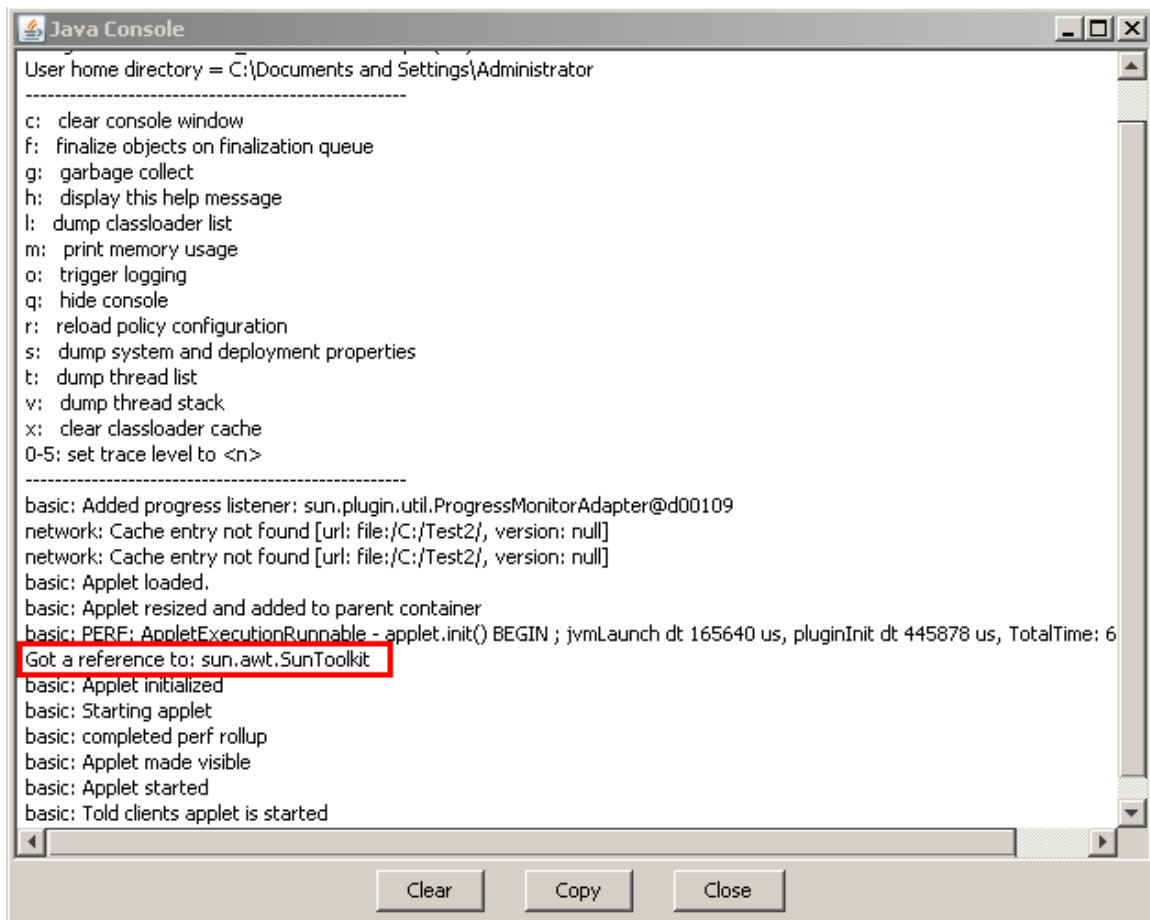 Java Console
User home directory = C:\Documents and Settings\Administrator
----------------------------------------------------
c: clear console window
f: finalize objects on finalization queue
g: garbage collect
h: display this help message
l: dump classloader list
m: print memory usage
o: trigger logging
q: hide console
r: reload policy configuration
s: dump system and deployment properties
t: dump thread list
v: dump thread stack
x: clear classloader cache
0-5: set trace level to <n>
----------------------------------------------------
basic: Added progress listener: sun.plugin.util.ProgressMonitorAdapter@d00109
network: Cache entry not found [url: file:/C:/Test2/, version: null]
network: Cache entry not found [url: file:/C:/Test2/, version: null]
basic: Applet loaded.
basic: Applet resized and added to parent container
basic: PERF: AppletExecutionRunnable - applet.init() BEGIN ; jvmLaunch dt 165640 us, pluginInit dt 445878 us, TotalTime: 6
Got a reference to: sun.awt.SunToolkit
basic: Applet initialized
basic: Starting applet
basic: completed perf rollup
basic: Applet made visible
basic: Applet started
basic: Told clients applet is started
Clear Copy Close